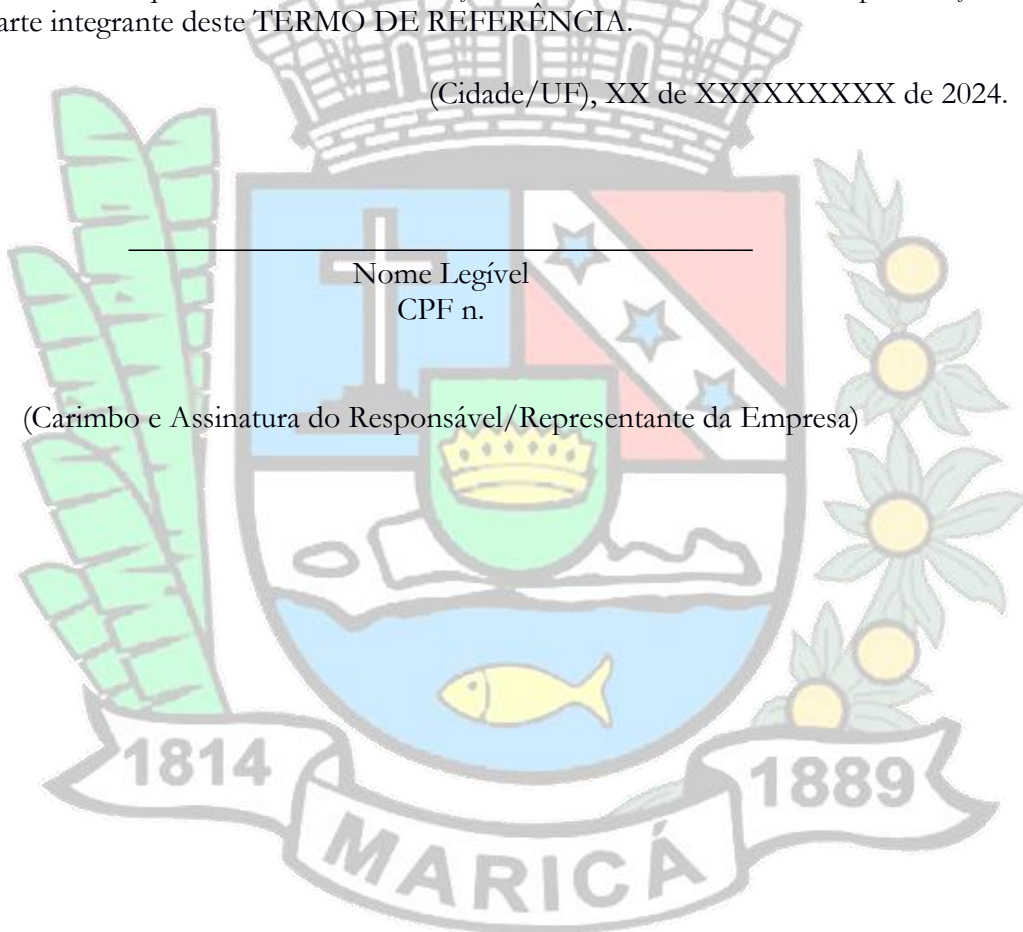 arte integrante deste TERMO DE REFERÊNCIA.
(Cidade/UF), XX de XXXXXXXXX de 2024.
Nome Legível
CPF n.
(Carimbo e Assinatura do Responsável/Representante da Empresa)
1814
1889
MARICÁ